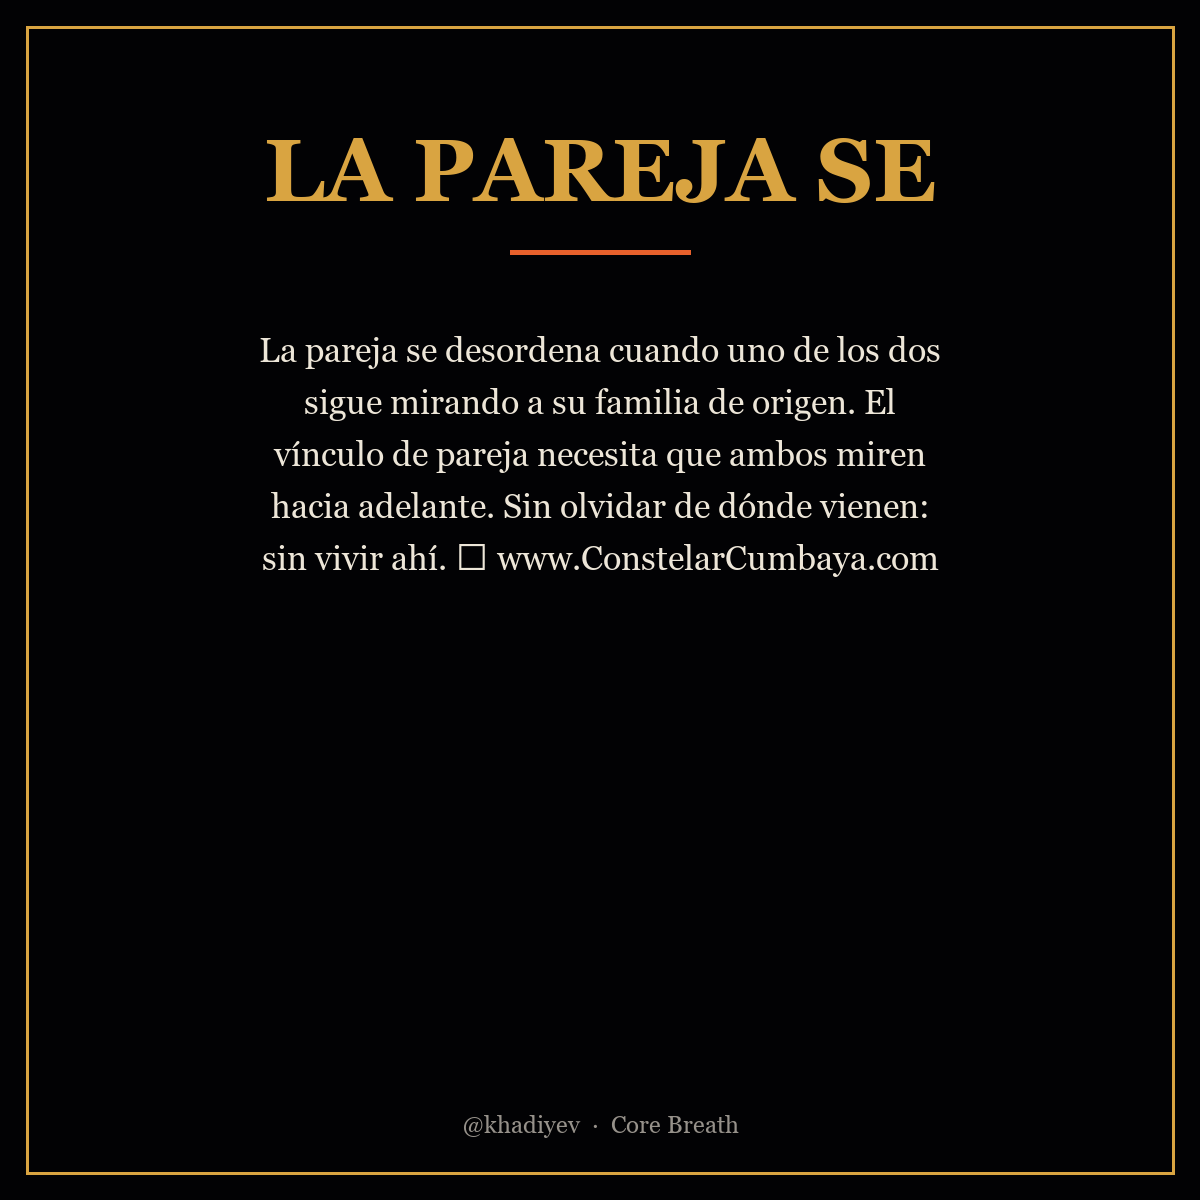 LA PAREJA SE
La pareja se desordena cuando uno de los dos
sigue mirando a su familia de origen. El
vínculo de pareja necesita que ambos miren
hacia adelante. Sin olvidar de dónde vienen:
sin vivir ahí. □ www.ConstelarCumbaya.com
@khadiyev · Core Breath